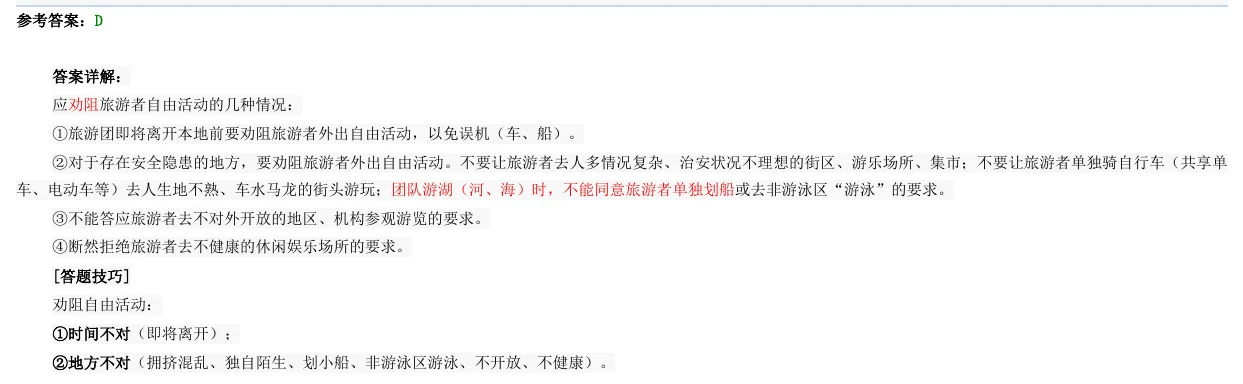 参考答案：D
答案详解：
应劝阻旅游者自由活动的几种情况：
①旅游团即将离开本地前要劝阻旅游者外出自由活动，以免误机（车、船）。
②对于存在安全隐患的地方，要劝阻旅游者外出自由活动。不要让旅游者去人多情况复杂、治安状况不理想的街区、游乐场所、集市；不要让旅游者单独骑自行车（共享单
车、电动车等）去人生地不熟、车水马龙的街头游玩；团队游湖（河、海）时，不能同意旅游者单独划船或去非游泳区“游泳”的要求。
③不能答应旅游者去不对外开放的地区、机构参观游览的要求。
④断然拒绝旅游者去不健康的休闲娱乐场所的要求。
[答题技巧]
劝阻自由活动：
①时间不对（即将离开）；
②地方不对（拥挤混乱、独自陌生、划小船、非游泳区游泳、不开放、不健康）。